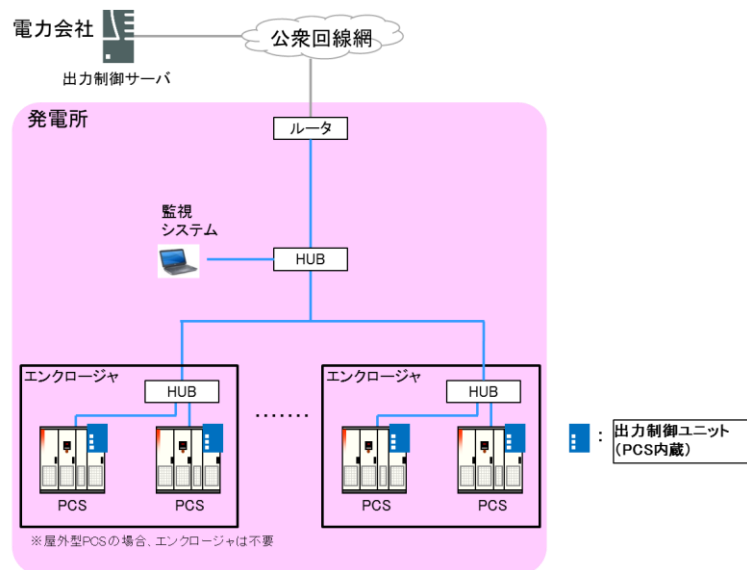 電力会社
公衆回線網
出力制御サーバ
発電所
ルータ
監視
システム
HUB
エンクロージャ
HUB
PCS
PCS
.......
エンクロージャ
HUB
PCS
PCS
：
出力制御ユニット
（PCS内蔵）
※屋外型PCSの場合、エンクロージャは不要